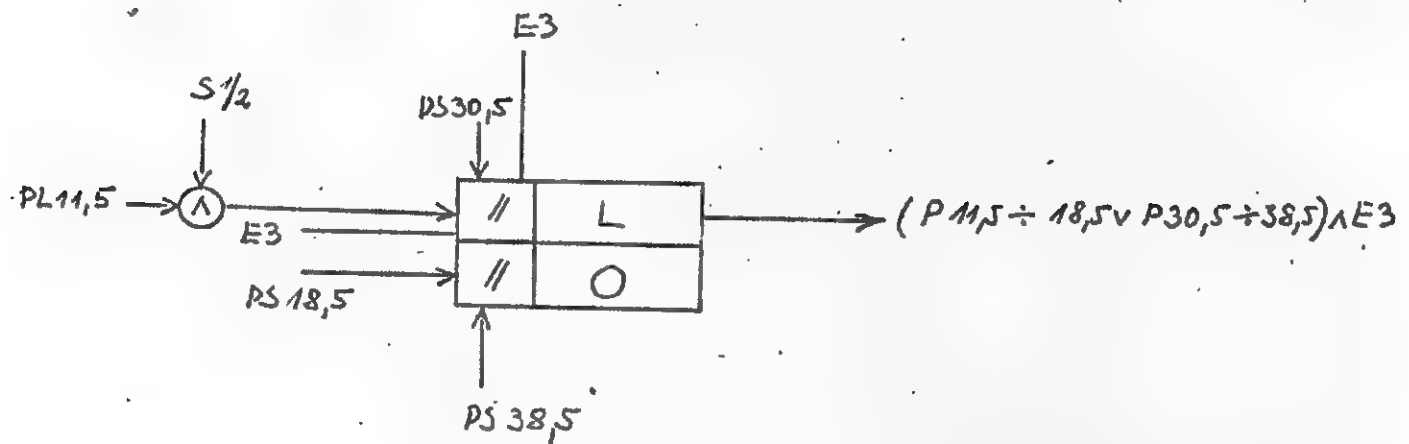 E3
S1/2
PS30,5
PL11,5
Λ
//
L
(P11,5÷18,5∨P30,5÷38,5)∧E3
E3
//
O
PS18,5
PS38,5